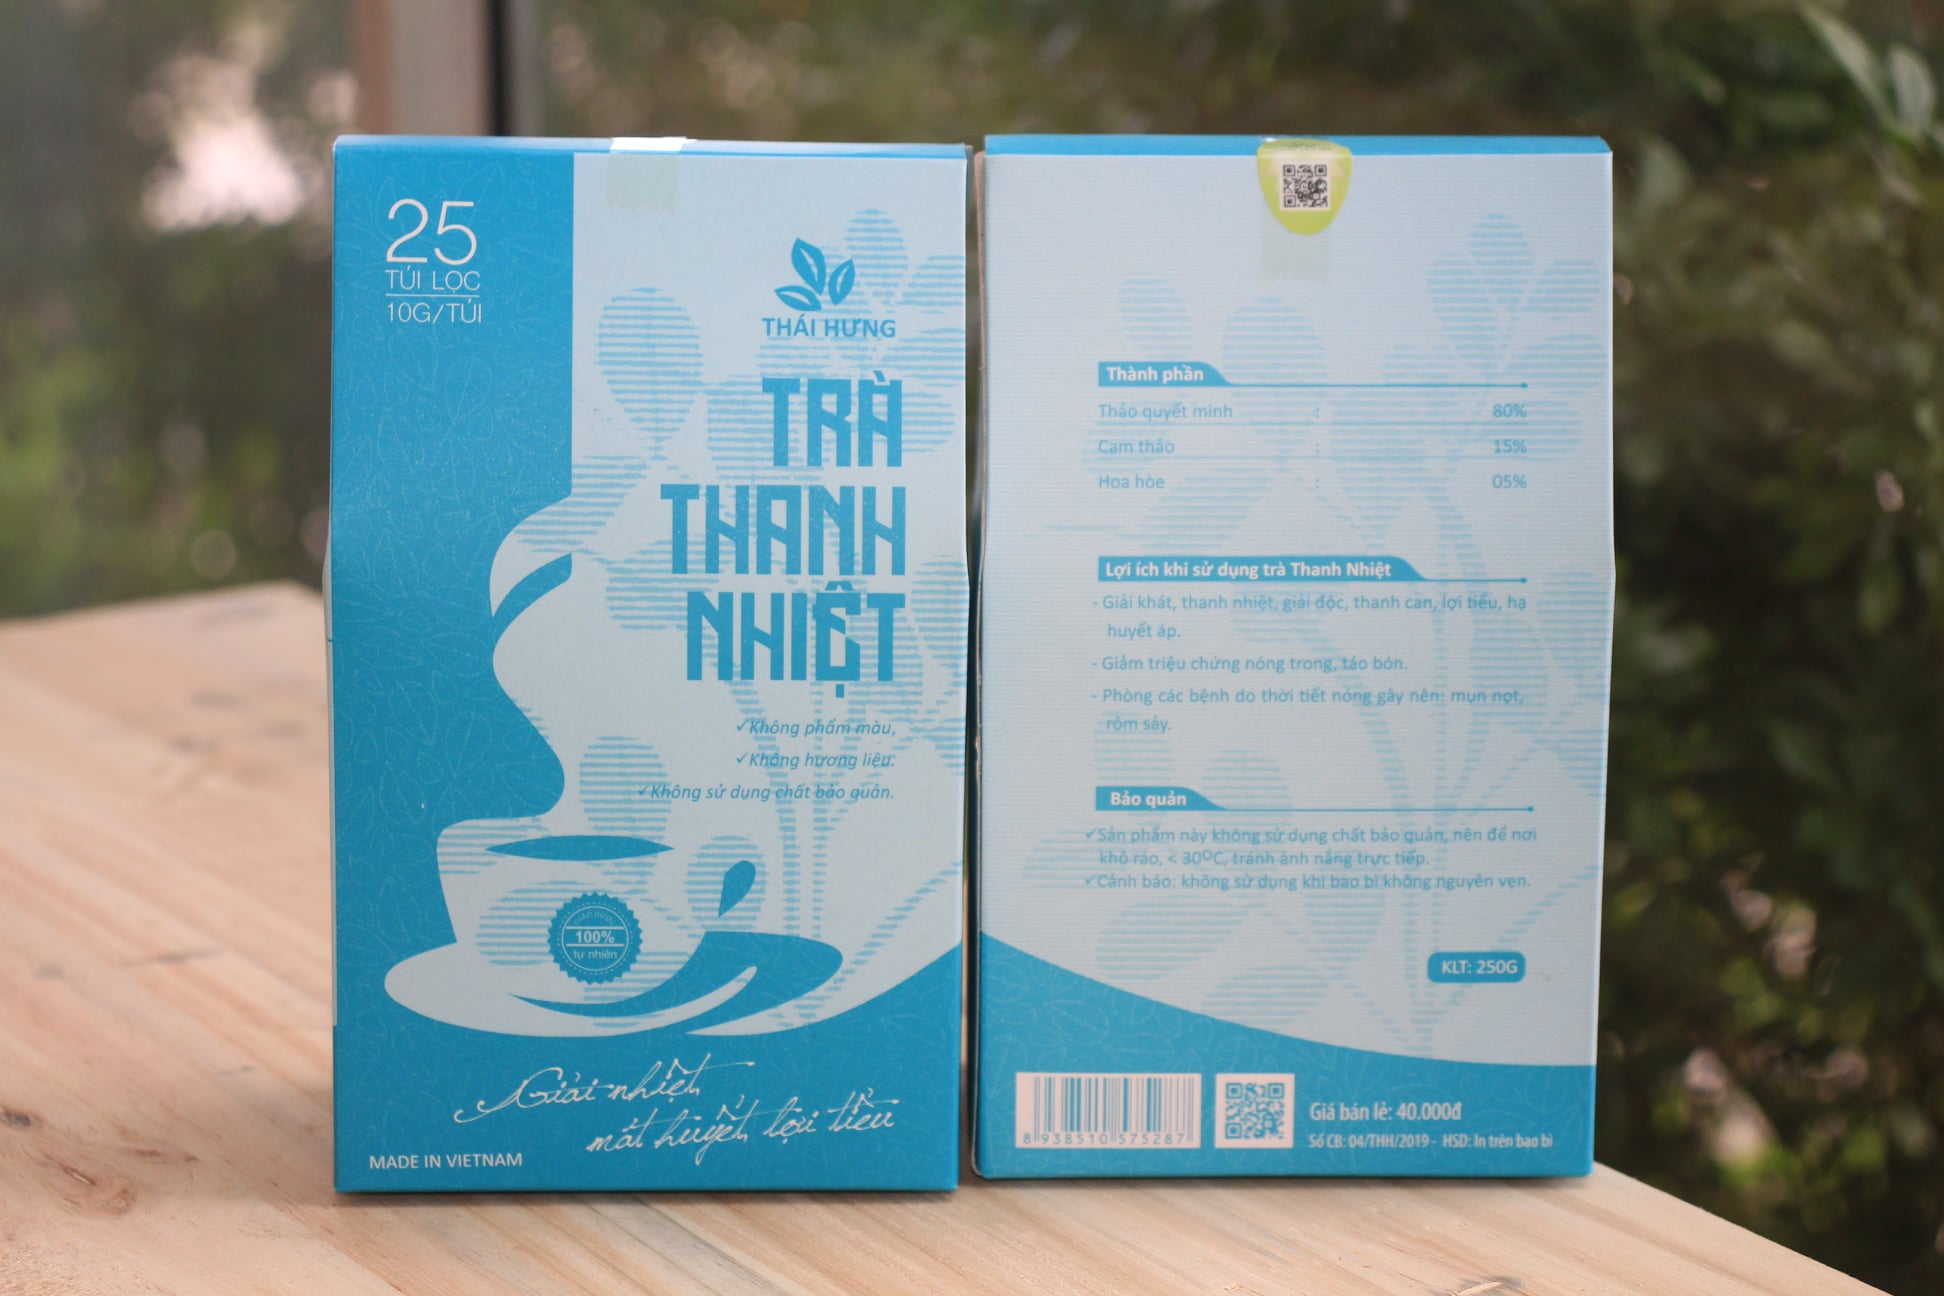 25
TÚI LỌC
10G/TÚI
THÁI HƯNG
TRÀ
THANH
NHIỆT
✓Không phẩm màu,
✓Không hương liệu.
✓Không sử dụng chất bảo quản.
100%
tự nhiên
Giải nhiệt
mát huyết lợi tiểu
MADE IN VIETNAM
Thành phần
Thảo quyết minh : 80%
Cam thảo : 15%
Hoa hòe : 05%
Lợi ích khi sử dụng trà Thanh Nhiệt
- Giải khát, thanh nhiệt, giải độc, thanh can, lợi tiểu, hạ
huyết áp.
- Giảm triệu chứng nóng trong, táo bón.
- Phòng các bệnh do thời tiết nóng gây nên: mụn nọt,
rôm sảy.
Bảo quản
✓Sản phẩm này không sử dụng chất bảo quản, nên để nơi
khô ráo, < 30ºC, tránh ánh nắng trực tiếp.
✓Cảnh báo: không sử dụng khi bao bì không nguyên vẹn.
KLT: 250G
8 938510 575287
Giá bán lẻ: 40.000đ
Số CB: 04/THH/2019 - HSD: In trên bao bì